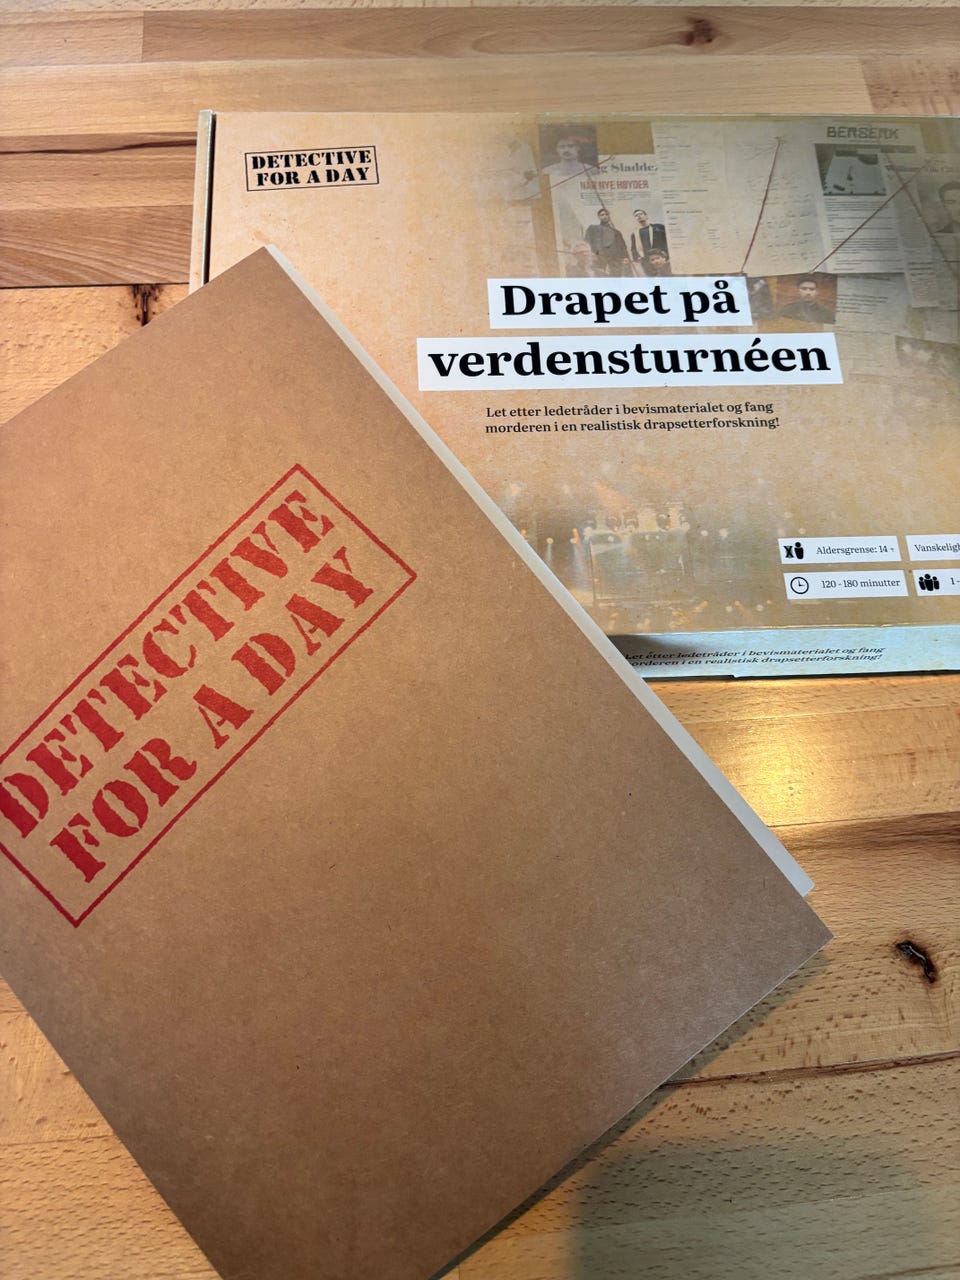 DETECTIVE
FOR A DAY
BERSERK
Sladde.
NÅR NYE HØYDER
Drapet på
verdensturnéen
Let etter ledetråder i bevismaterialet og fang
morderen i en realistisk drapsetterforskning!
Aldersgrense: 14 +
Vanskeligh
120 - 180 minutter
1 -
Let etter ledetråder i bevismaterialet og fang
morderen i en realistisk drapsetterforskning!
DETECTIVE
FOR A DAY